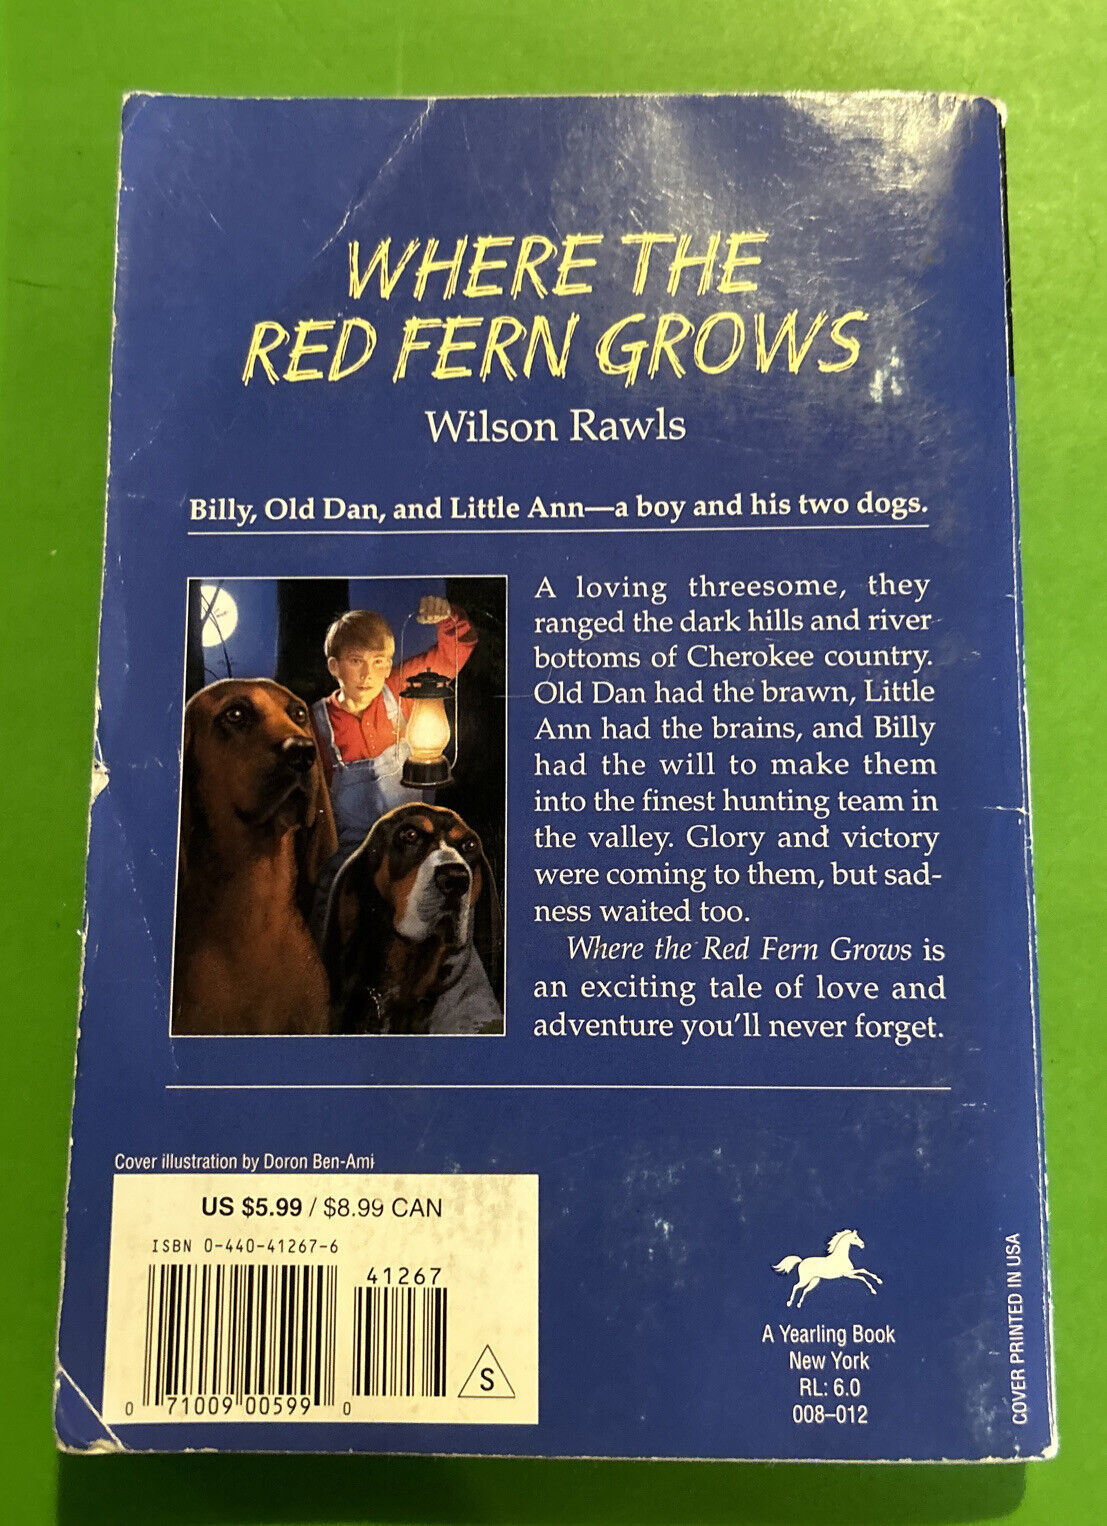 WHERE THE
RED FERN GROWS
Wilson Rawls
Billy, Old Dan, and Little Ann—a boy and his two dogs.
A loving threesome, they
ranged the dark hills and river
bottoms of Cherokee country.
Old Dan had the brawn, Little
Ann had the brains, and Billy
had the will to make them
into the finest hunting team in
the valley. Glory and victory
were coming to them, but sad-
ness waited too.
Where the Red Fern Grows is
an exciting tale of love and
adventure you'll never forget.
Cover illustration by Doron Ben-Ami
US $5.99 / $8.99 CAN
ISBN 0-440-41267-6
41267
0 71009 00599 0
S
A Yearling Book
New York
RL: 6.0
008–012
COVER PRINTED IN USA